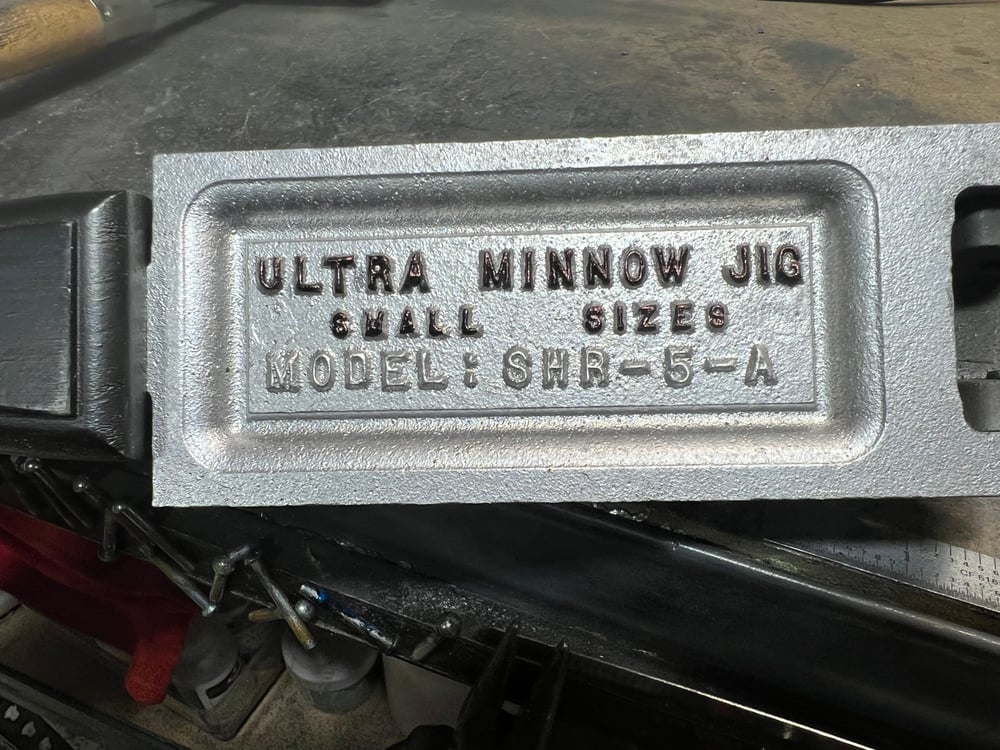 ULTRA MINNOW JIG
SMALL SIZES
MODEL: SHR-5-A